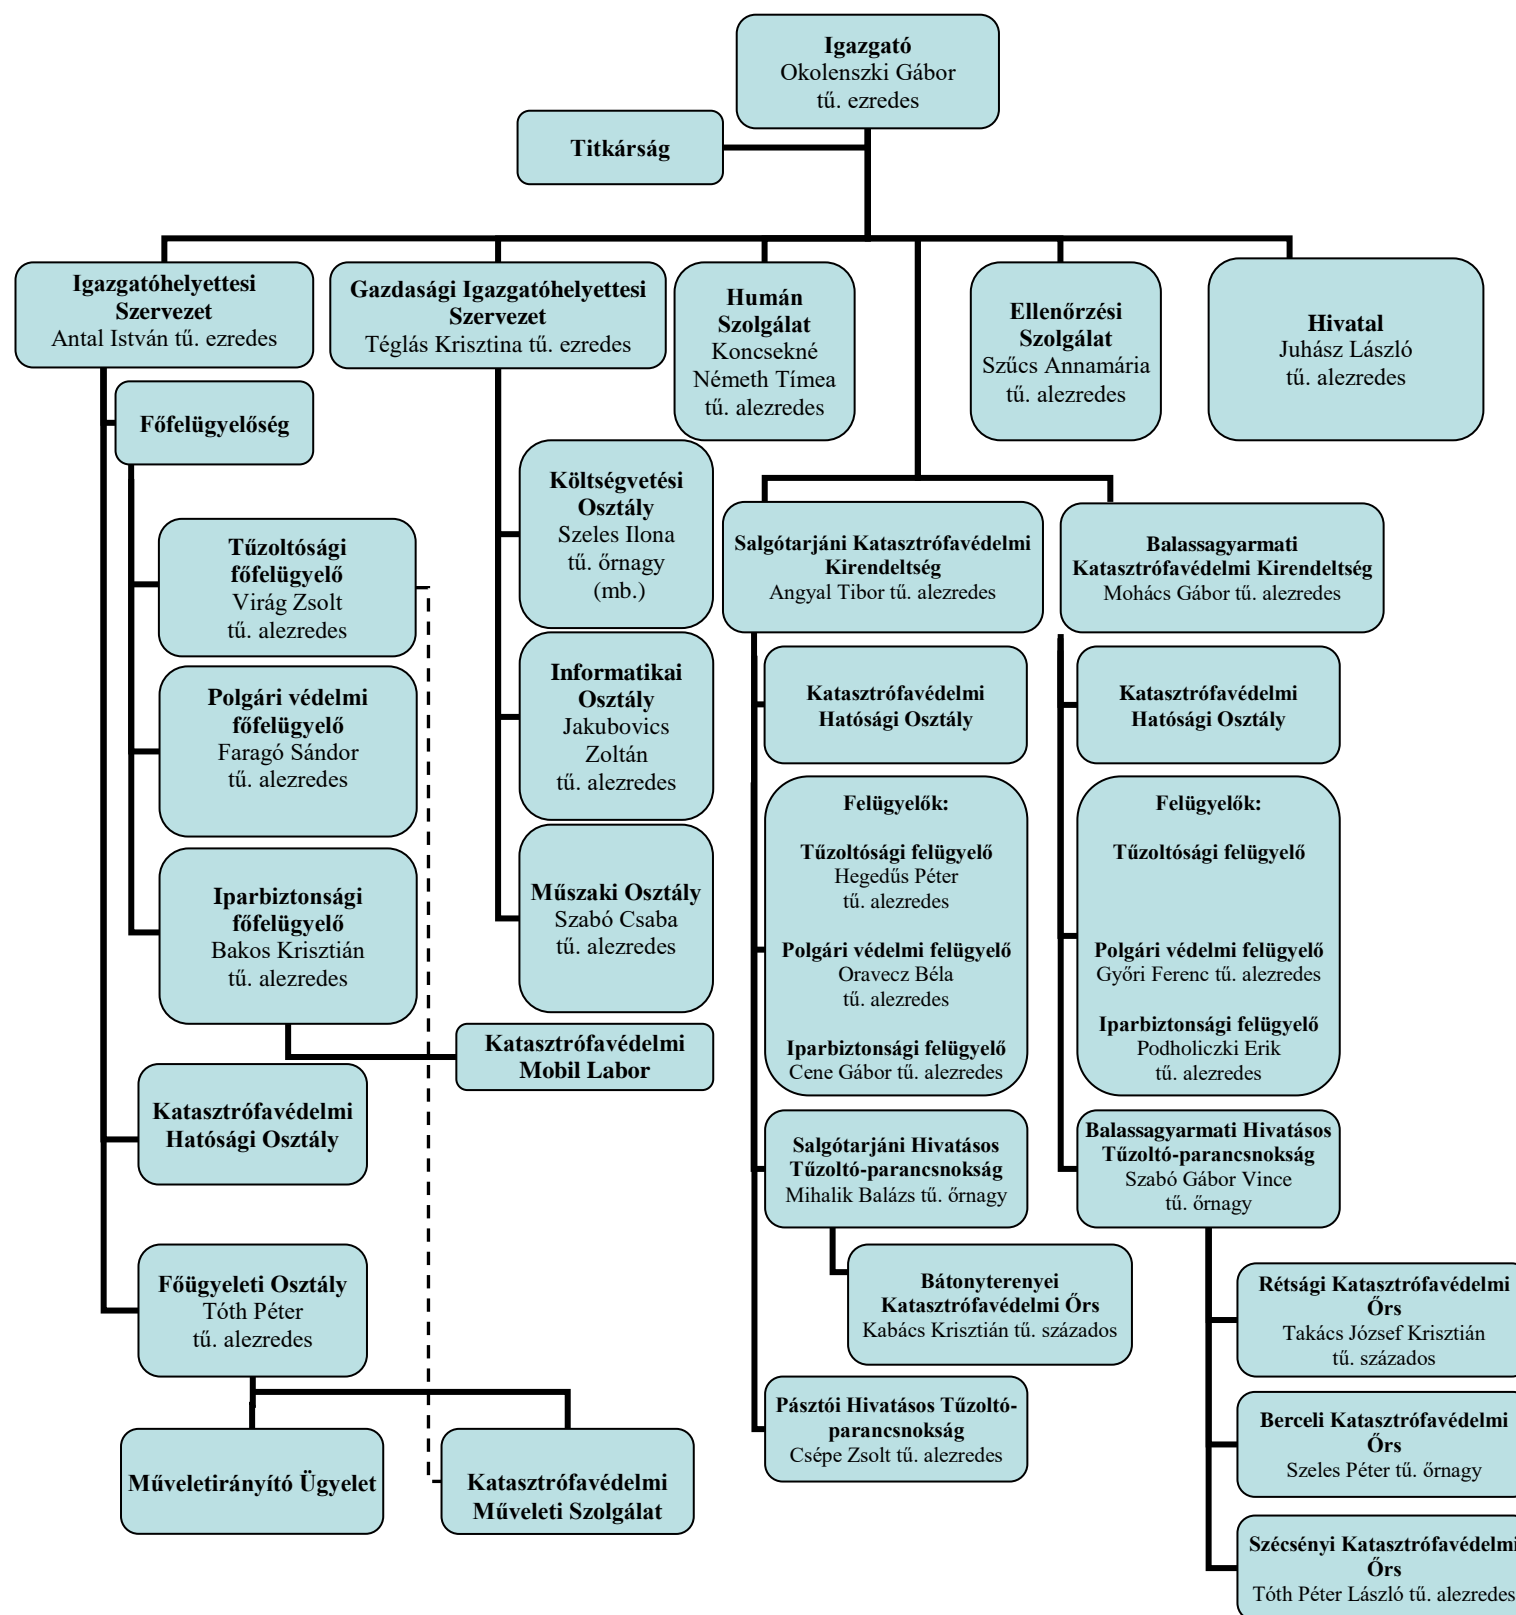 Igazgató
Okolenszki Gábor
tű. ezredes
Titkárság
Igazgatóhelyettesi
Szervezet
Antal István tű. ezredes
Gazdasági Igazgatóhelyettesi
Szervezet
Téglás Krisztina tű. ezredes
Humán
Szolgálat
Koncsekné
Németh Tímea
tű. alezredes
Ellenőrzési
Szolgálat
Szűcs Annamária
tű. alezredes
Hivatal
Juhász László
tű. alezredes
Főfelügyelőség
Tűzoltósági
főfelügyelő
Virág Zsolt
tű. alezredes
Polgári védelmi
főfelügyelő
Faragó Sándor
tű. alezredes
Iparbiztonsági
főfelügyelő
Bakos Krisztián
tű. alezredes
Katasztrófavédelmi
Mobil Labor
Katasztrófavédelmi
Hatósági Osztály
Főügyeleti Osztály
Tóth Péter
tű. alezredes
Műveletirányító Ügyelet
Katasztrófavédelmi
Műveleti Szolgálat
Költségvetési
Osztály
Szeles Ilona
tű. őrnagy
(mb.)
Informatikai
Osztály
Jakubovics
Zoltán
tű. alezredes
Műszaki Osztály
Szabó Csaba
tű. alezredes
Salgótarjáni Katasztrófavédelmi
Kirendeltség
Angyal Tibor tű. alezredes
Katasztrófavédelmi
Hatósági Osztály
Felügyelők:
Tűzoltósági felügyelő
Hegedűs Péter
tű. alezredes
Polgári védelmi felügyelő
Oravecz Béla
tű. alezredes
Iparbiztonsági felügyelő
Cene Gábor tű. alezredes
Salgótarjáni Hivatásos
Tűzoltó-parancsnokság
Mihalik Balázs tű. őrnagy
Bátonyterenyei
Katasztrófavédelmi Őrs
Kabács Krisztián tű. százados
Pásztói Hivatásos Tűzoltó-
parancsnokság
Csépe Zsolt tű. alezredes
Balassagyarmati
Katasztrófavédelmi Kirendeltség
Mohács Gábor tű. alezredes
Katasztrófavédelmi
Hatósági Osztály
Felügyelők:
Tűzoltósági felügyelő
Polgári védelmi felügyelő
Győri Ferenc tű. alezredes
Iparbiztonsági felügyelő
Podholiczki Erik
tű. alezredes
Balassagyarmati Hivatásos
Tűzoltó-parancsnokság
Szabó Gábor Vince
tű. őrnagy
Rétsági Katasztrófavédelmi
Őrs
Takács József Krisztián
tű. százados
Berceli Katasztrófavédelmi
Őrs
Szeles Péter tű. őrnagy
Szécsényi Katasztrófavédelmi
Őrs
Tóth Péter László tű. alezredes